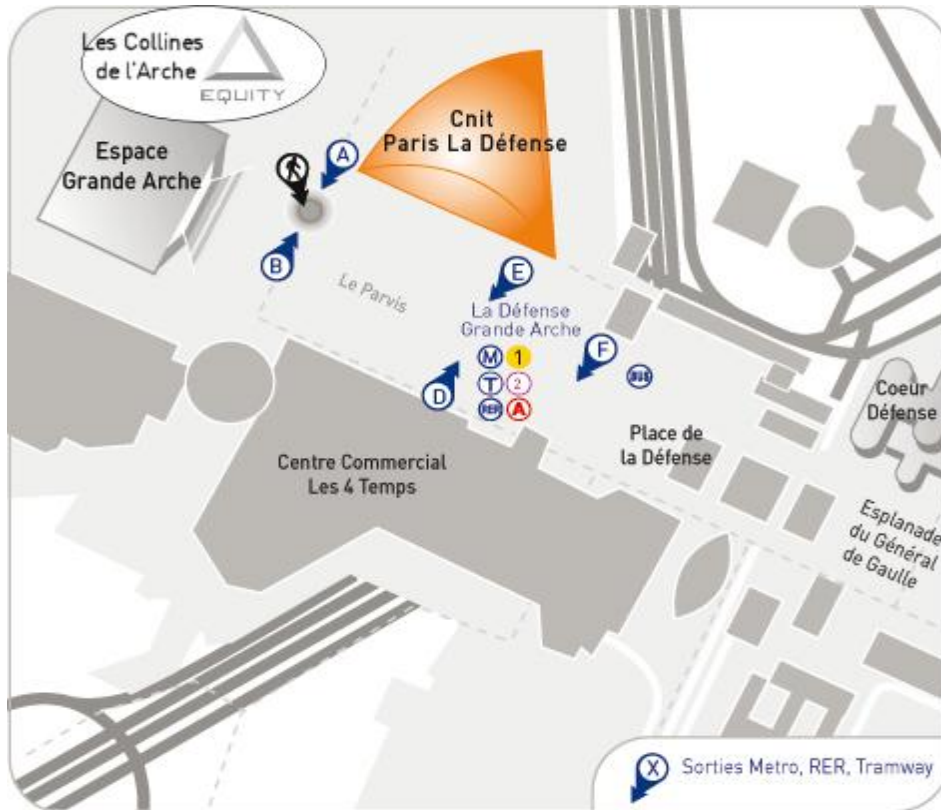 Les Collines
de l'Arche
EQUITY
Espace
Grande Arche
Cnit
Paris La Défense
A
B
Le Parvis
E
La Défense
Grande Arche
M 1
T 2
RER A
F
BUS
D
Coeur
Défense
Place de
la Défense
Centre Commercial
Les 4 Temps
Esplanade
du Général
de Gaulle
X Sorties Metro, RER, Tramway